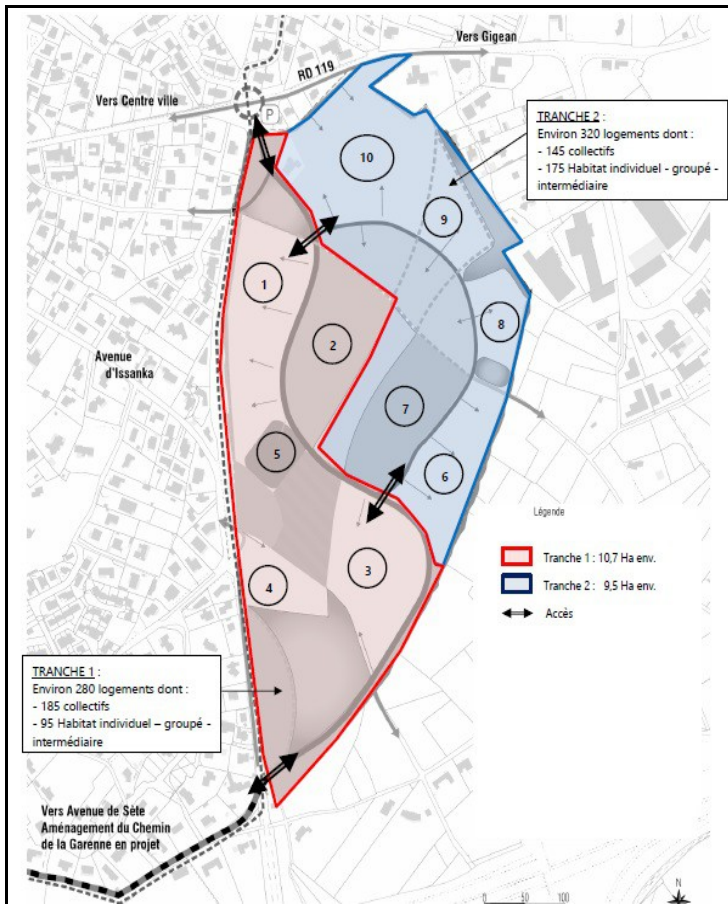 Vers Gigean
RD 119
Vers Centre ville
P
TRANCHE 2 :
Environ 320 logements dont :
- 145 collectifs
- 175 Habitat individuel - groupé -
intermédiaire
10
9
1
8
2
Avenue
d'Issanka
7
5
6
Légende
Tranche 1 : 10,7 Ha env.
Tranche 2 : 9,5 Ha env.
Accès
3
4
TRANCHE 1 :
Environ 280 logements dont :
- 185 collectifs
- 95 Habitat individuel – groupé -
intermédiaire
Vers Avenue de Sète
Aménagement du Chemin
de la Garenne en projet
N
0 50 100